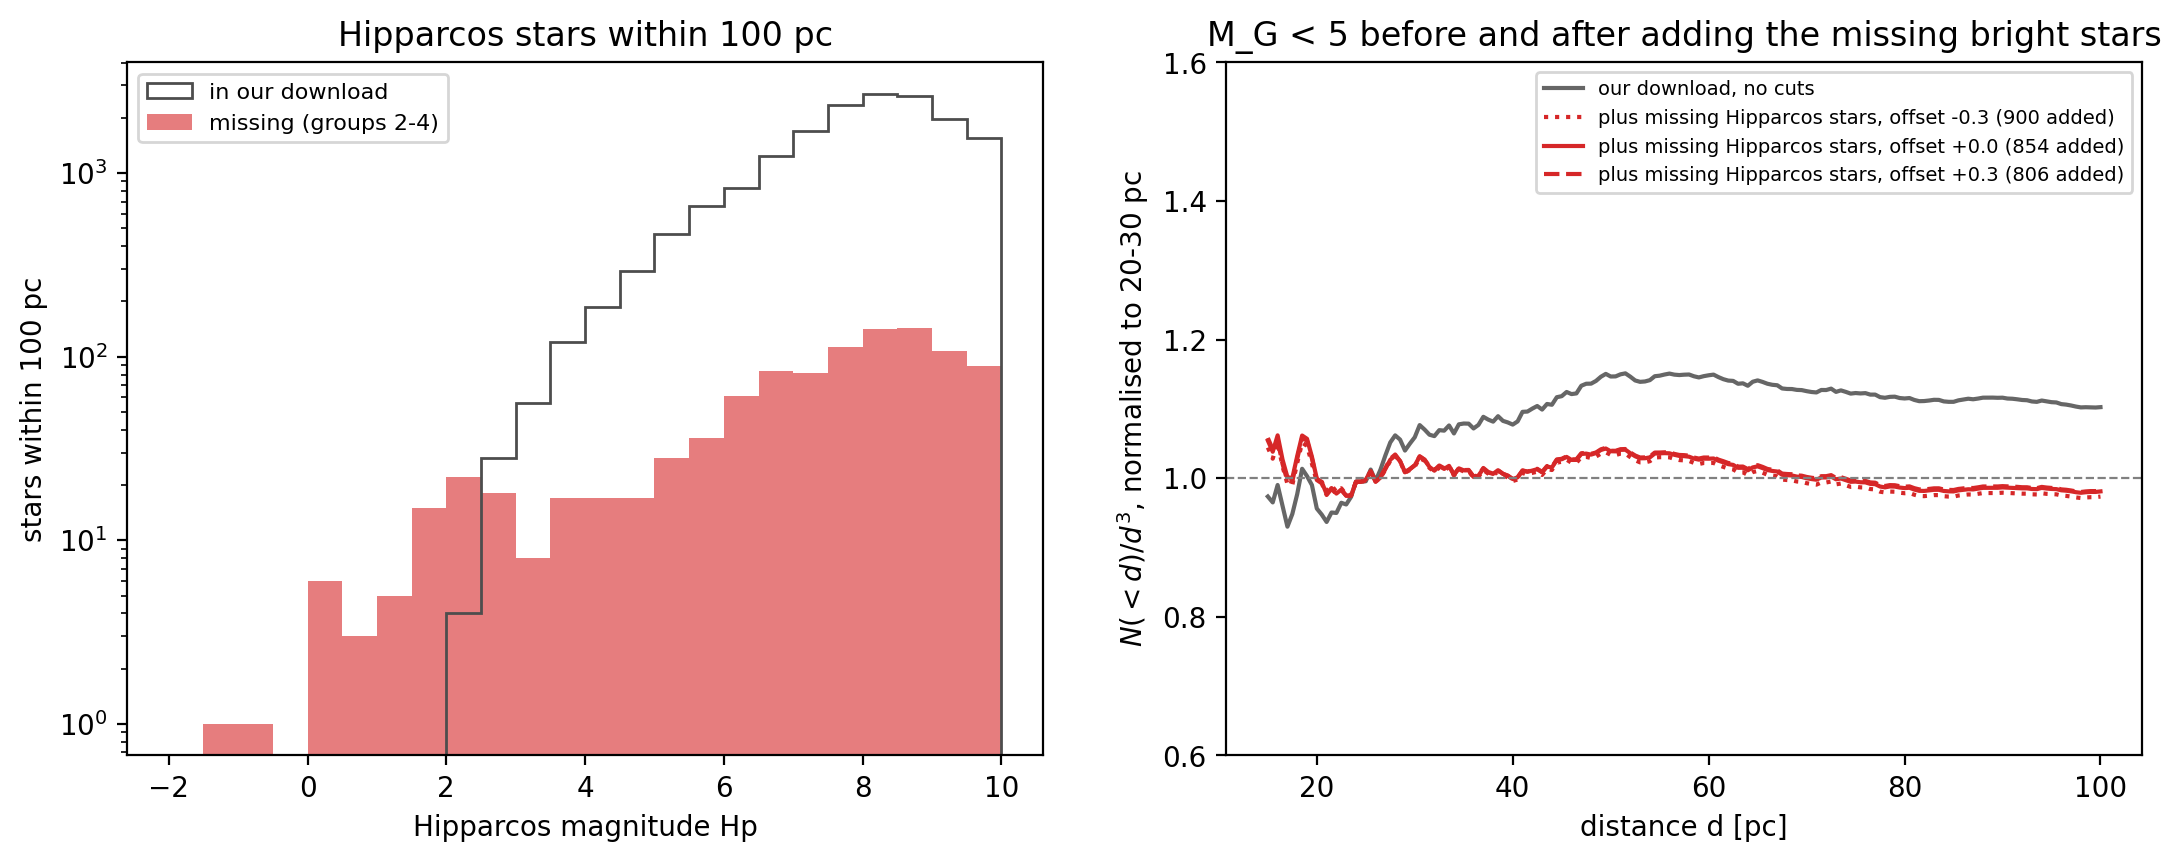 Hipparcos stars within 100 pc
in our download
missing (groups 2-4)
stars within 100 pc
10³
10²
10¹
10⁰
−2 0 2 4 6 8 10
Hipparcos magnitude Hp
M_G < 5 before and after adding the missing bright stars
our download, no cuts
plus missing Hipparcos stars, offset -0.3 (900 added)
plus missing Hipparcos stars, offset +0.0 (854 added)
plus missing Hipparcos stars, offset +0.3 (806 added)
N(<d)/d³, normalised to 20-30 pc
1.6
1.4
1.2
1.0
0.8
0.6
20 40 60 80 100
distance d [pc]